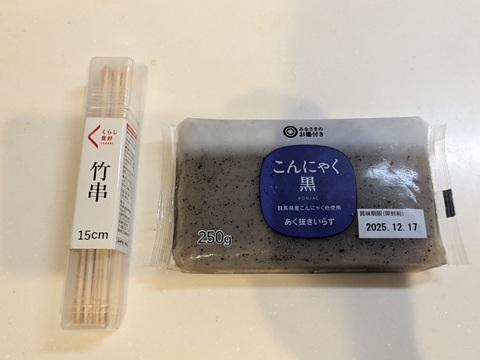 くらし
良好
竹串
15cm
みなさまの
お墨付き
こんにゃく
黒
KONJAC
群馬県産こんにゃく粉使用
あく抜きいらず
250g
賞味期限(開封前)
2025.12.17